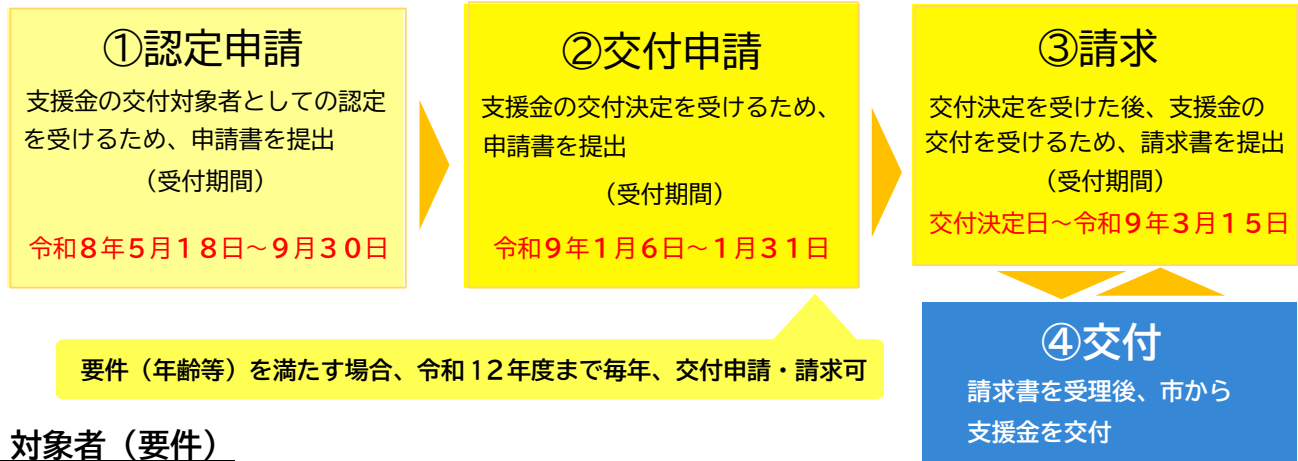 ①認定申請
支援金の交付対象者としての認定
を受けるため、申請書を提出
（受付期間）
令和8年5月18日～9月30日
②交付申請
支援金の交付決定を受けるため、
申請書を提出
（受付期間）
令和9年1月6日～1月31日
③請求
交付決定を受けた後、支援金の
交付を受けるため、請求書を提出
（受付期間）
交付決定日～令和9年3月15日
要件（年齢等）を満たす場合、令和12年度まで毎年、交付申請・請求可
④交付
請求書を受理後、市から
支援金を交付
対象者（要件）